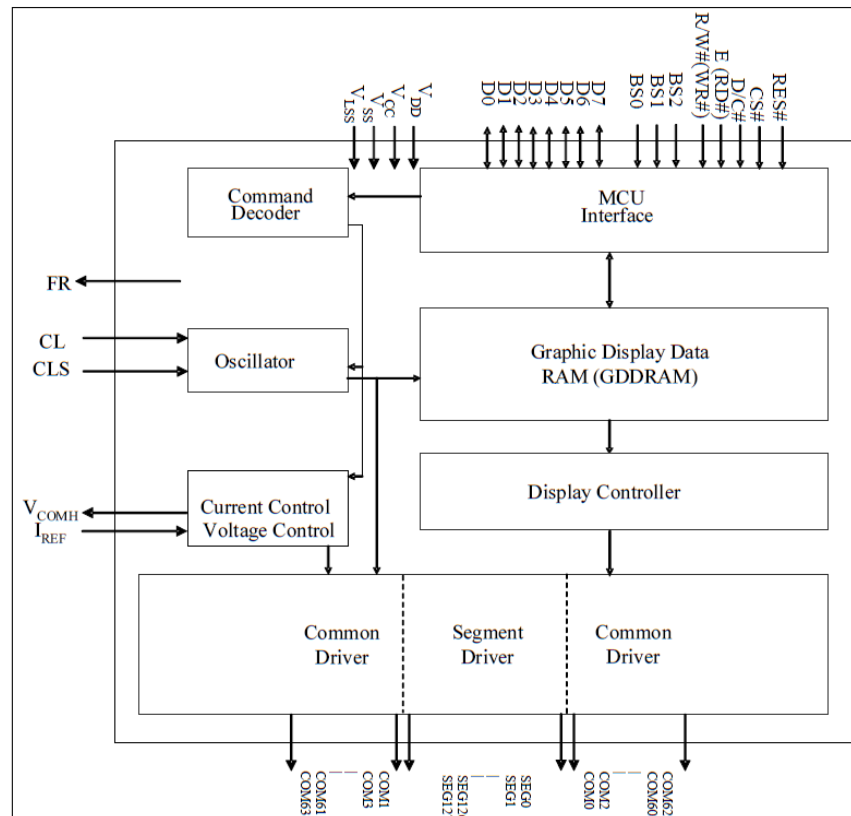 RES#
CS#
D/C#
E (RD#)
R/W#(WR#)
BS2
BS1
BS0
D7
D6
D5
D4
D3
D2
D1
D0
VDD
VCC
VSS
VLSS
Command
Decoder
MCU
Interface
FR
CL
CLS
Oscillator
Graphic Display Data
RAM (GDDRAM)
VCOMH
IREF
Current Control
Voltage Control
Display Controller
Common
Driver
Segment
Driver
Common
Driver
COM1
COM3
COM61
COM63
SEG0
SEG1
SEG12
COM62
COM60
COM2
COM0